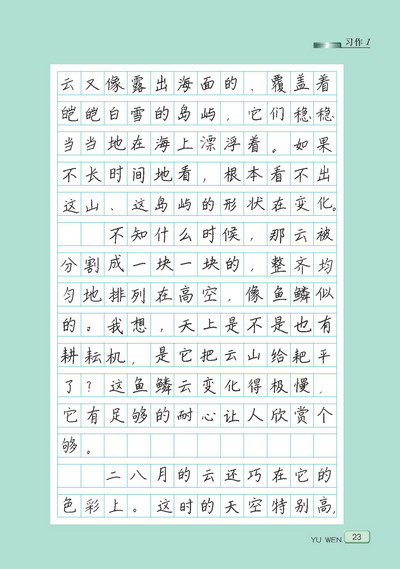 习作1
云又像露出海面的、覆盖着
皑皑白雪的岛屿，它们稳稳
当当地在海上漂浮着。如果
不长时间地看，根本看不出
这山、这岛屿的形状在变化。
不知什么时候，那云被
分割成一块一块的，整齐均
匀地排列在高空，像鱼鳞似
的。我想，天上是不是也有
耕耘机，是它把云山给耙平
了？这鱼鳞云变化得极慢，
它有足够的耐心让人欣赏个
够。
二八月的云还巧在它的
色彩上。这时的天空特别高，
YU WEN 23